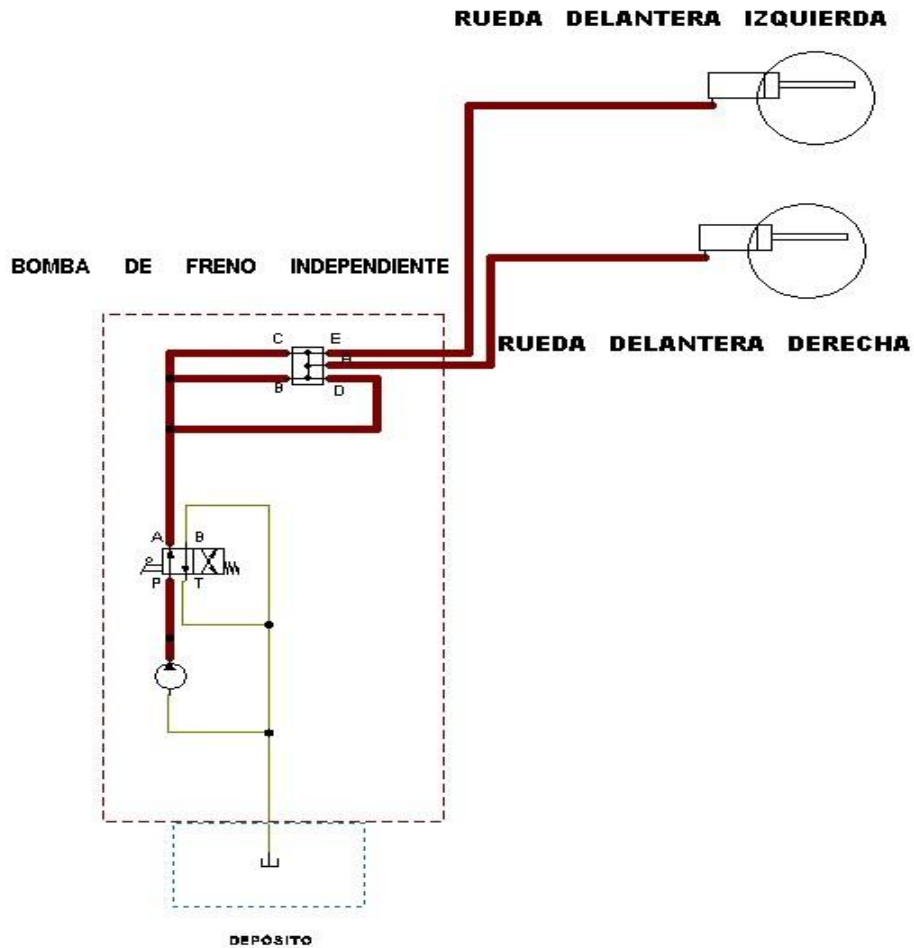 RUEDA DELANTERA IZQUIERDA
BOMBA DE FRENO INDEPENDIENTE
C E
RUEDA DELANTERA DERECHA
B D
A B
P T
DEPÓSITO